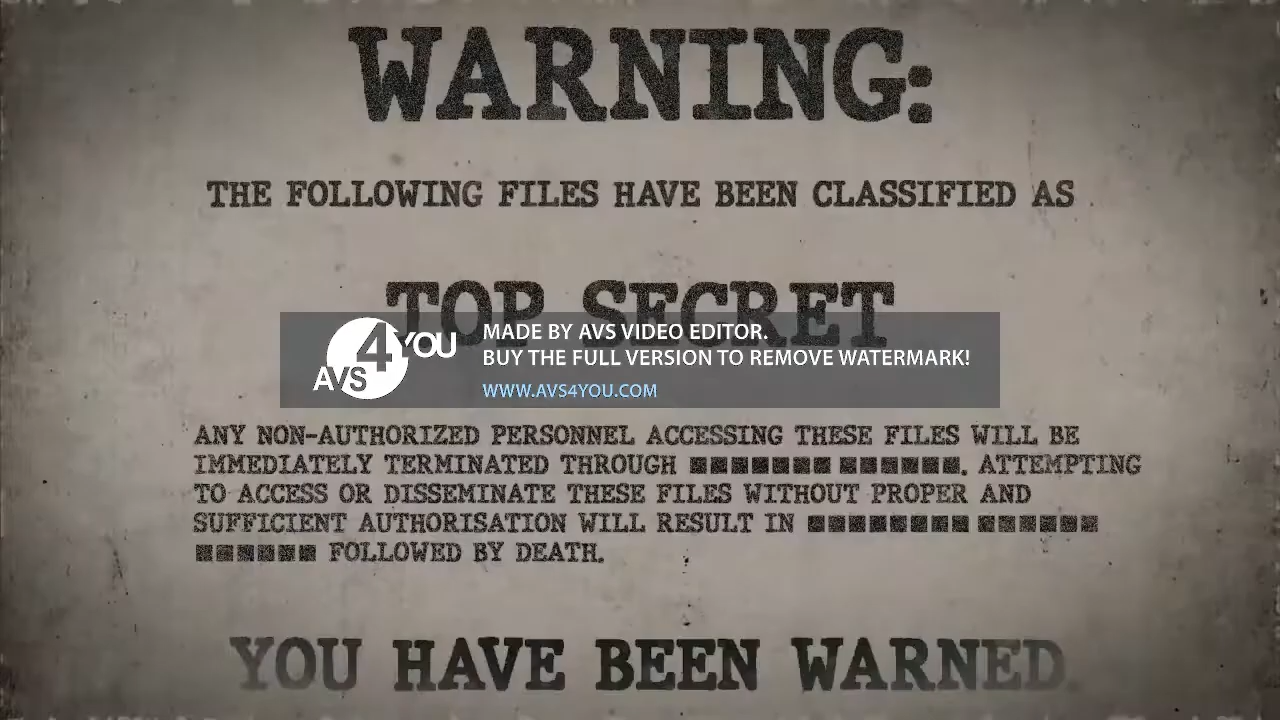 WARNING:
THE FOLLOWING FILES HAVE BEEN CLASSIFIED AS
TOP SECRET
AVS4YOU
MADE BY AVS VIDEO EDITOR.
BUY THE FULL VERSION TO REMOVE WATERMARK!
WWW.AVS4YOU.COM
ANY NON-AUTHORIZED PERSONNEL ACCESSING THESE FILES WILL BE
IMMEDIATELY TERMINATED THROUGH ■■■■■■■ ■■■■■■. ATTEMPTING
TO ACCESS OR DISSEMINATE THESE FILES WITHOUT PROPER AND
SUFFICIENT AUTHORISATION WILL RESULT IN ■■■■■■■■ ■■■■■■
■■■■■■ FOLLOWED BY DEATH.
YOU HAVE BEEN WARNED.